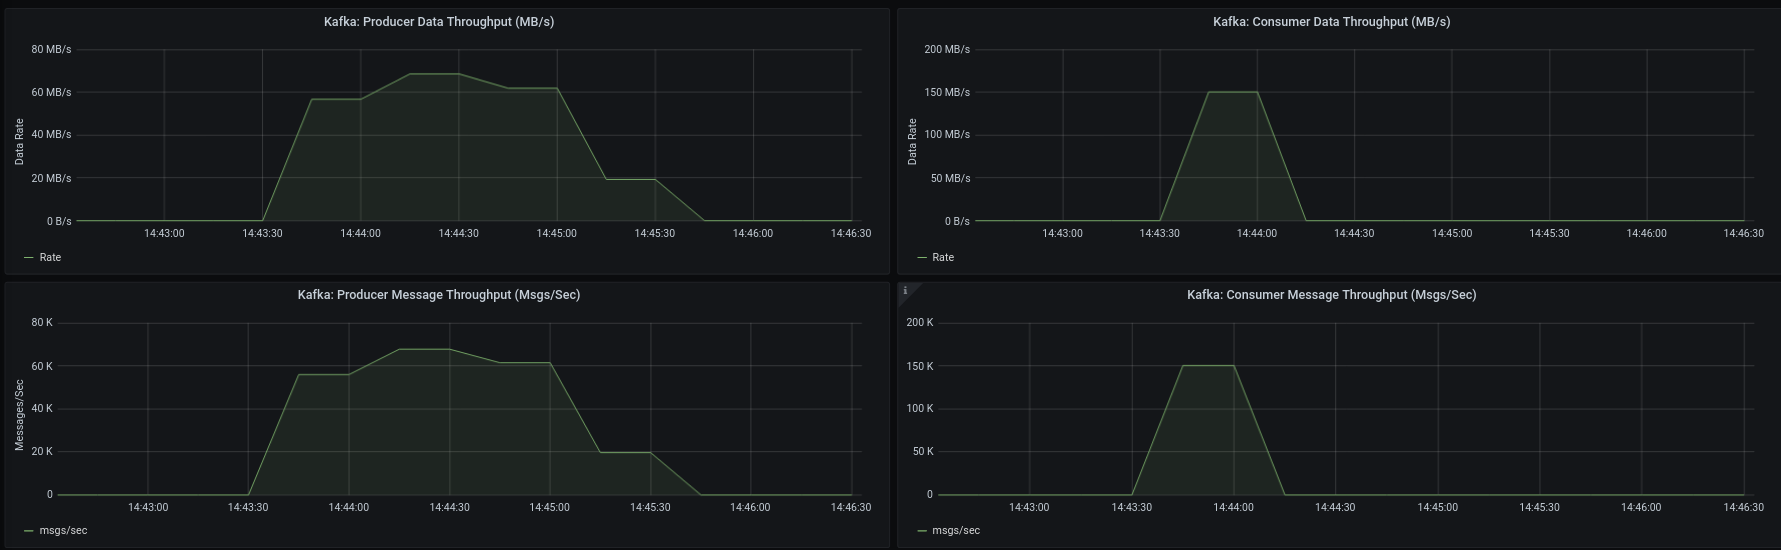 Kafka: Producer Data Throughput (MB/s)
80 MB/s
60 MB/s
40 MB/s
20 MB/s
0 B/s
Data Rate
14:43:00 14:43:30 14:44:00 14:44:30 14:45:00 14:45:30 14:46:00 14:46:30
Rate
Kafka: Consumer Data Throughput (MB/s)
200 MB/s
150 MB/s
100 MB/s
50 MB/s
0 B/s
Data Rate
14:43:00 14:43:30 14:44:00 14:44:30 14:45:00 14:45:30 14:46:00 14:46:30
Rate
Kafka: Producer Message Throughput (Msgs/Sec)
80 K
60 K
40 K
20 K
0
Messages/Sec
14:43:00 14:43:30 14:44:00 14:44:30 14:45:00 14:45:30 14:46:00 14:46:30
msgs/sec
i
Kafka: Consumer Message Throughput (Msgs/Sec)
200 K
150 K
100 K
50 K
0
14:43:00 14:43:30 14:44:00 14:44:30 14:45:00 14:45:30 14:46:00 14:46:30
msgs/sec